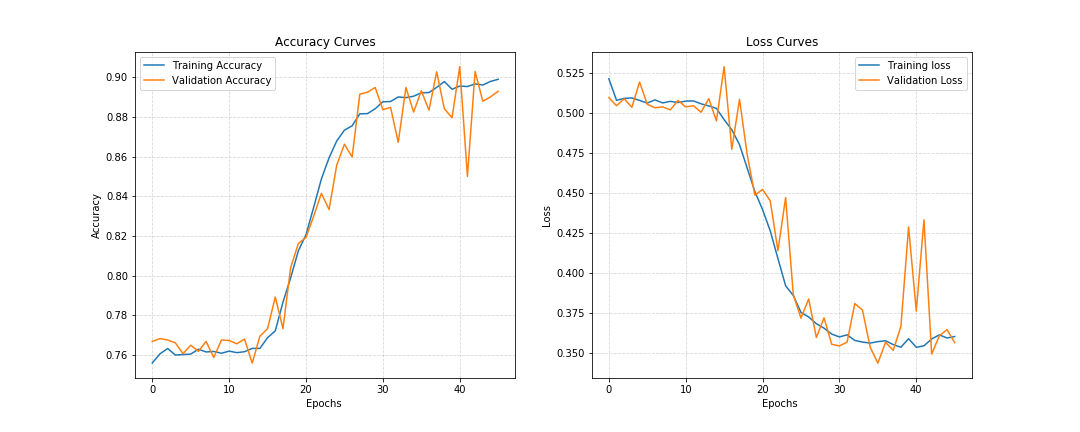 Accuracy Curves
Training Accuracy
Validation Accuracy
0.90
0.88
0.86
0.84
0.82
0.80
0.78
0.76
Accuracy
0 10 20 30 40
Epochs
Loss Curves
Training loss
Validation Loss
0.525
0.500
0.475
0.450
0.425
0.400
0.375
0.350
Loss
0 10 20 30 40
Epochs